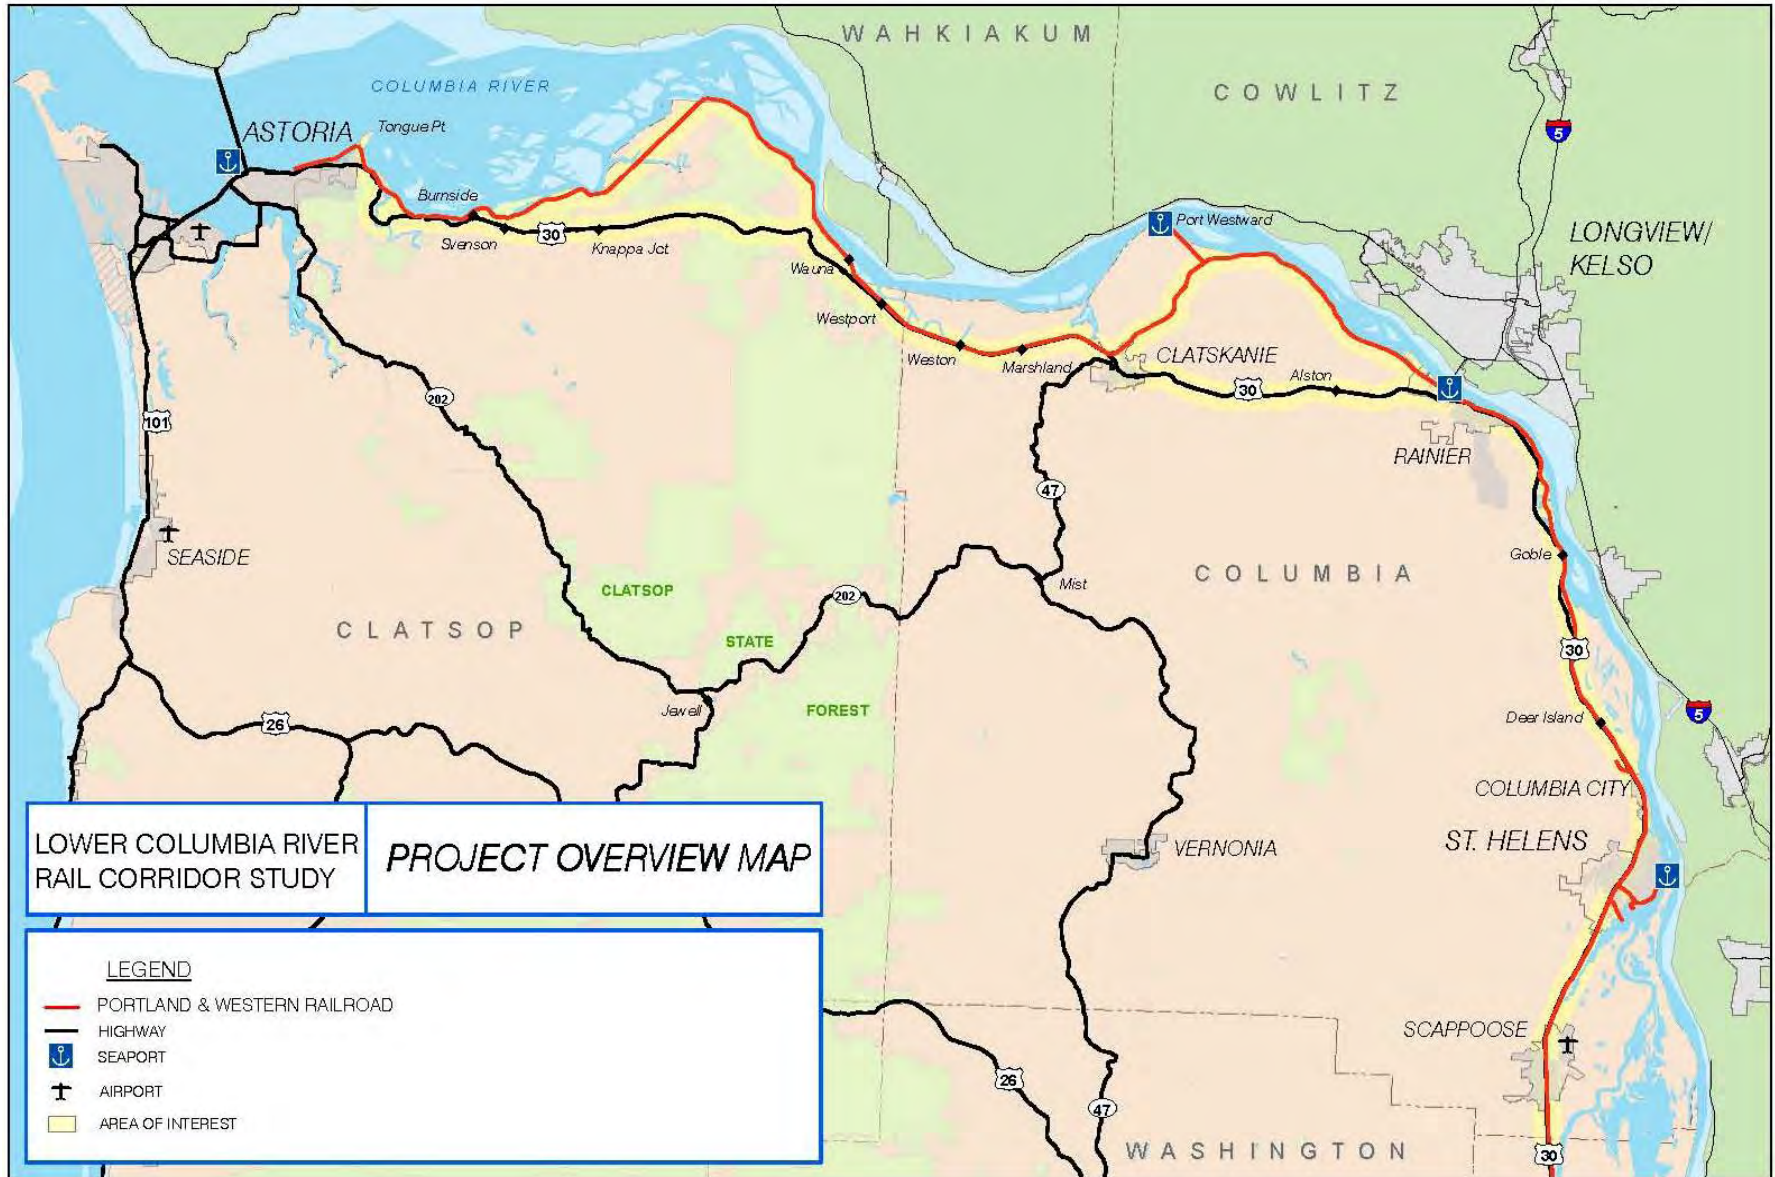 WAHKIAKUM
COWLITZ
COLUMBIA RIVER
5
ASTORIA
Tongue Pt
Burnside
Svenson
30
Knappa Jct
Port Westward
LONGVIEW/
KELSO
Wauna
Westport
Weston
Marshland
CLATSKANIE
30
Alston
202
101
RAINIER
47
SEASIDE
Goble
CLATSOP
COLUMBIA
Mist
202
CLATSOP
STATE
30
FOREST
Jewell
26
Deer Island
5
COLUMBIA CITY
ST. HELENS
VERNONIA
LOWER COLUMBIA RIVER
RAIL CORRIDOR STUDY
PROJECT OVERVIEW MAP
LEGEND
PORTLAND & WESTERN RAILROAD
HIGHWAY
SEAPORT
AIRPORT
AREA OF INTEREST
SCAPPOOSE
26
47
WASHINGTON
30